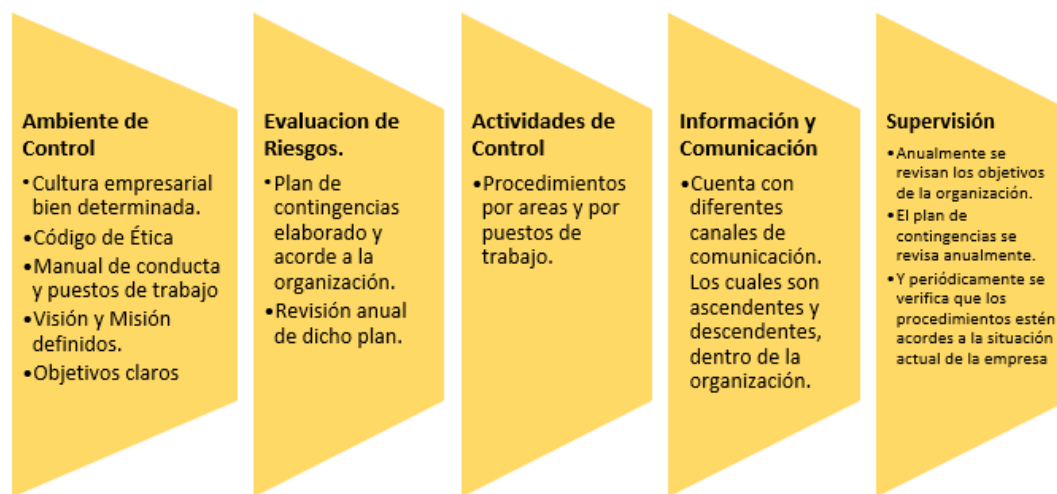 Ambiente de
Control
•Cultura empresarial
bien determinada.
•Código de Ética
•Manual de conducta
y puestos de trabajo
•Visión y Misión
definidos.
•Objetivos claros
Evaluacion de
Riesgos.
•Plan de
contingencias
elaborado y
acorde a la
organización.
•Revisión anual
de dicho plan.
Actividades de
Control
•Procedimientos
por areas y por
puestos de
trabajo.
Información y
Comunicación
•Cuenta con
diferentes
canales de
comunicación.
Los cuales son
ascendentes y
descendentes,
dentro de la
organización.
Supervisión
•Anualmente se
revisan los objetivos
de la organización.
•El plan de
contingencias se
revisa anualmente.
•Y periódicamente se
verifica que los
procedimientos estén
acordes a la situación
actual de la empresa